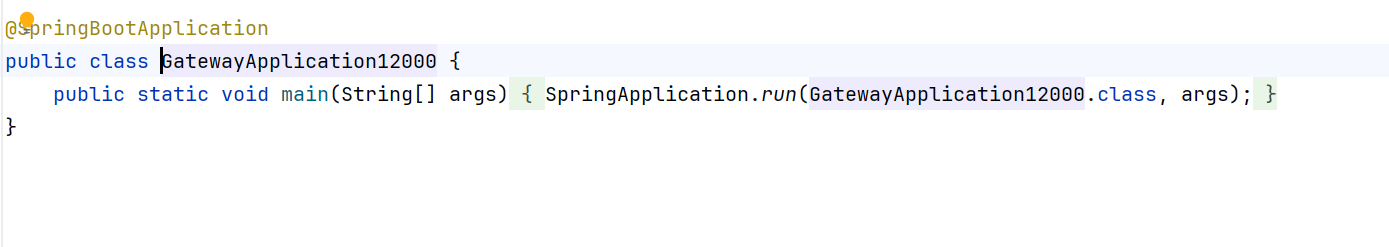 @SpringBootApplication
public class GatewayApplication12000 {
    public static void main(String[] args) { SpringApplication.run(GatewayApplication12000.class, args); }
}